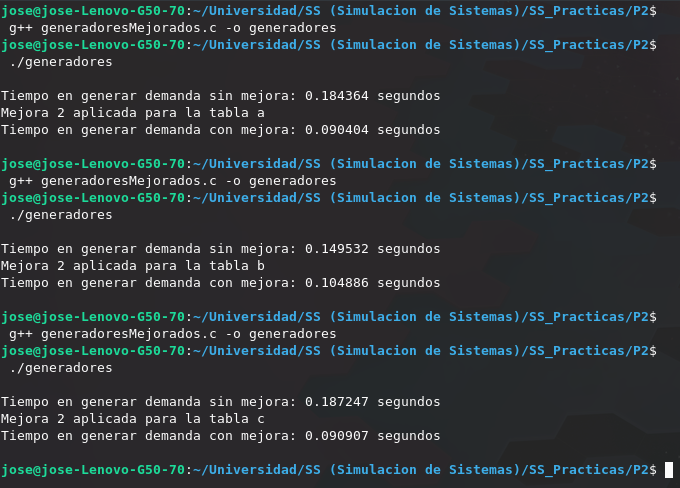 jose@jose-Lenovo-G50-70:~/Universidad/SS (Simulacion de Sistemas)/SS_Practicas/P2$
g++ generadoresMejorados.c -o generadores
jose@jose-Lenovo-G50-70:~/Universidad/SS (Simulacion de Sistemas)/SS_Practicas/P2$
./generadores
Tiempo en generar demanda sin mejora: 0.184364 segundos
Mejora 2 aplicada para la tabla a
Tiempo en generar demanda con mejora: 0.090404 segundos
jose@jose-Lenovo-G50-70:~/Universidad/SS (Simulacion de Sistemas)/SS_Practicas/P2$
g++ generadoresMejorados.c -o generadores
jose@jose-Lenovo-G50-70:~/Universidad/SS (Simulacion de Sistemas)/SS_Practicas/P2$
./generadores
Tiempo en generar demanda sin mejora: 0.149532 segundos
Mejora 2 aplicada para la tabla b
Tiempo en generar demanda con mejora: 0.104886 segundos
jose@jose-Lenovo-G50-70:~/Universidad/SS (Simulacion de Sistemas)/SS_Practicas/P2$
g++ generadoresMejorados.c -o generadores
jose@jose-Lenovo-G50-70:~/Universidad/SS (Simulacion de Sistemas)/SS_Practicas/P2$
./generadores
Tiempo en generar demanda sin mejora: 0.187247 segundos
Mejora 2 aplicada para la tabla c
Tiempo en generar demanda con mejora: 0.090907 segundos
jose@jose-Lenovo-G50-70:~/Universidad/SS (Simulacion de Sistemas)/SS_Practicas/P2$